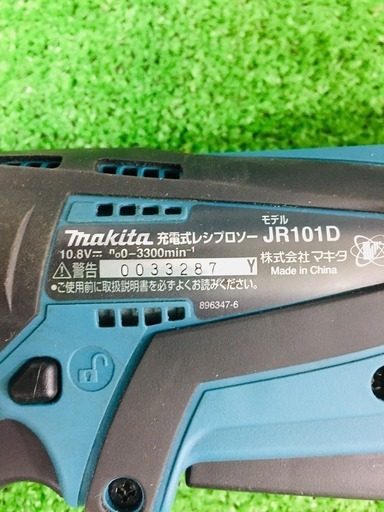 makita 充電式レシプロソー モデル JR101D
10.8V⎓ n₀0-3300min⁻¹ 株式会社 マキタ
⚠警告 0033287 Y Made in China
●ご使用前に取扱説明書を必ずよくお読みください。
896347-6